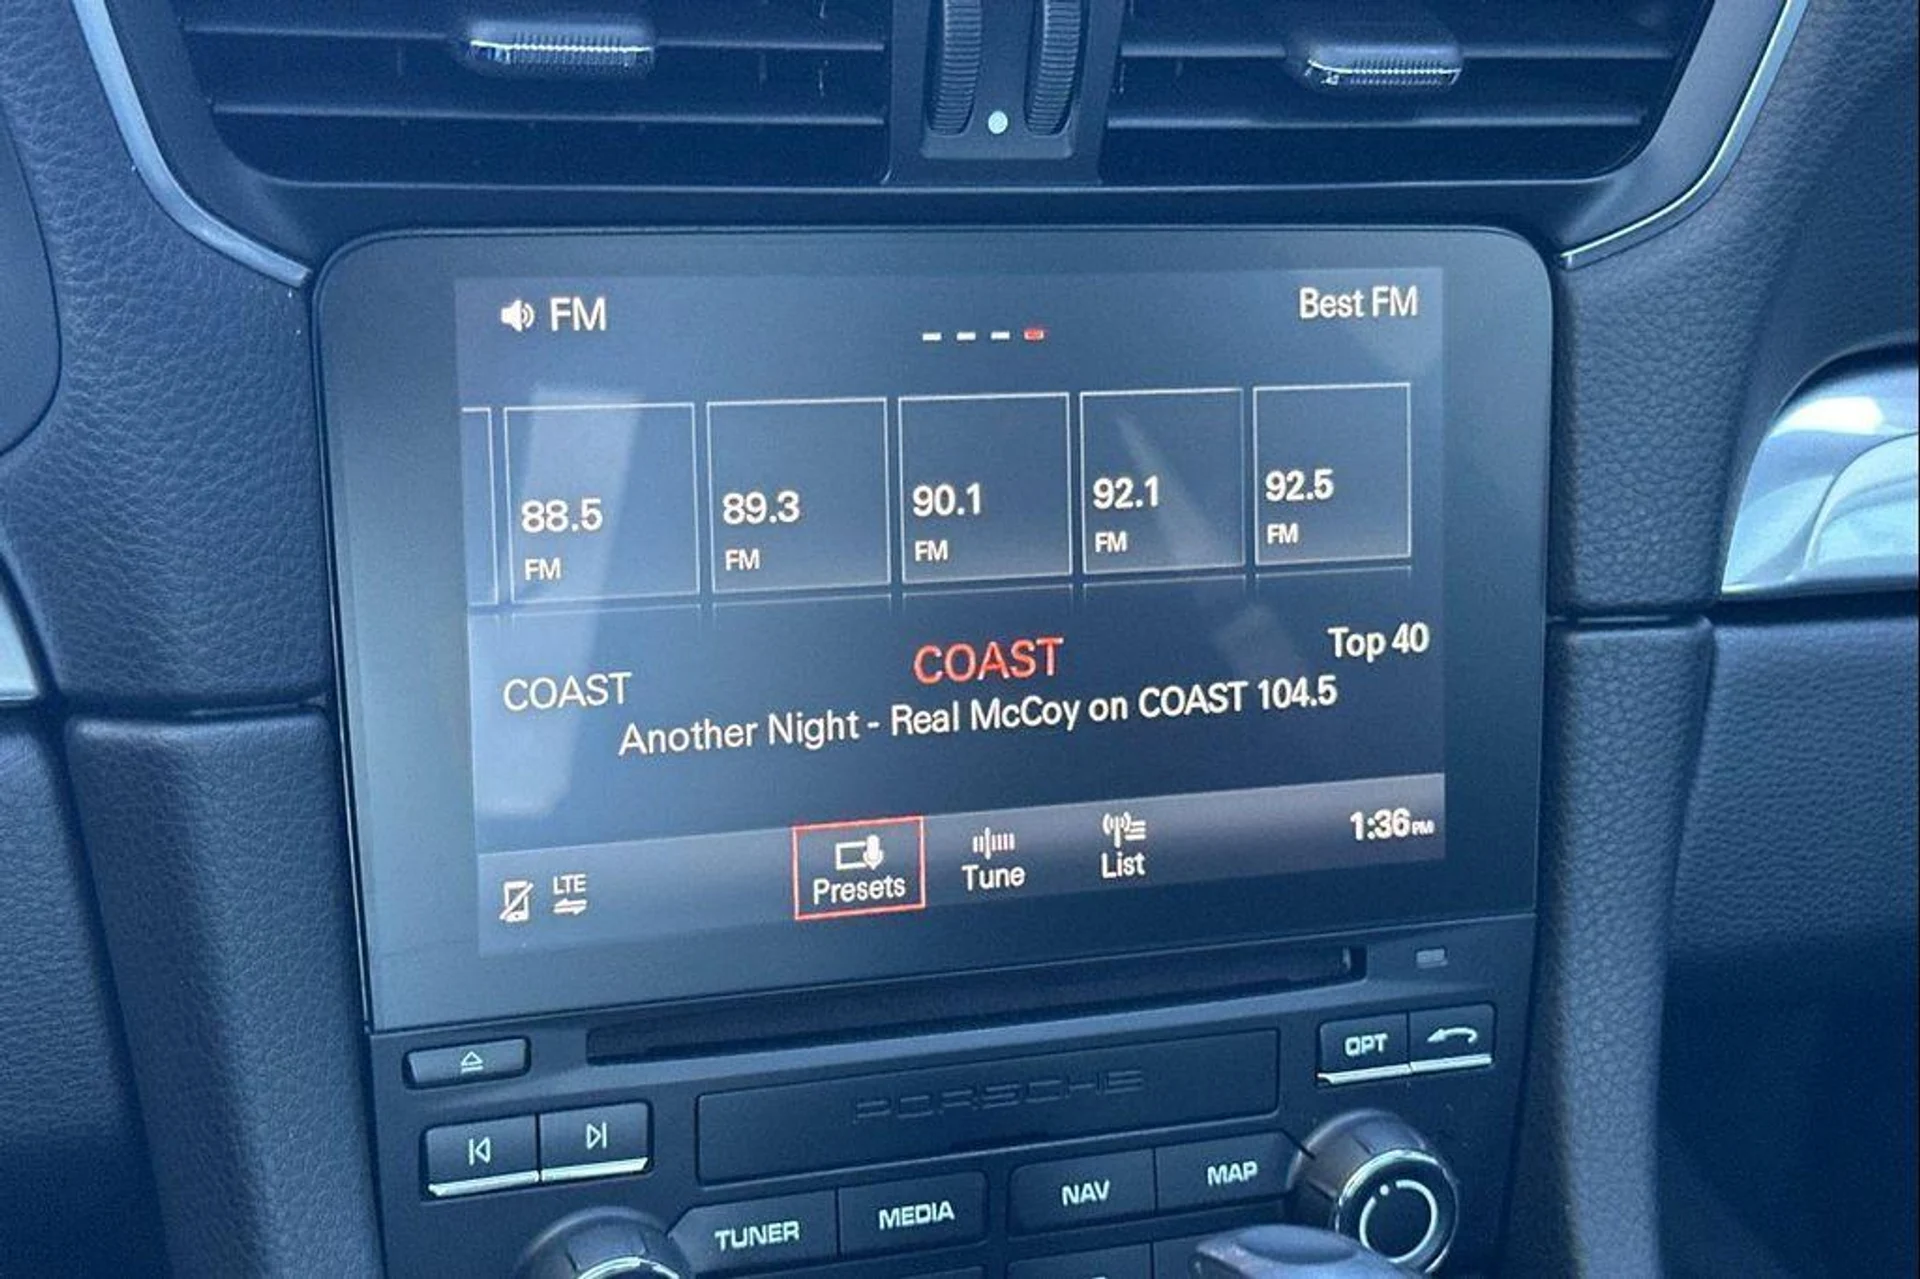 FM
Best FM
88.5
FM
89.3
FM
90.1
FM
92.1
FM
92.5
FM
COAST
COAST
Top 40
Another Night - Real McCoy on COAST 104.5
LTE
Presets
Tune
List
1:36 PM
OPT
PORSCHE
TUNER
MEDIA
NAV
MAP